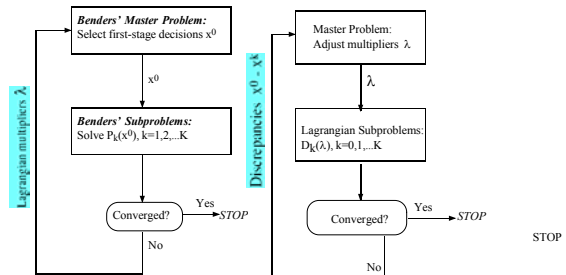 Benders' Master Problem:
Select first-stage decisions x⁰
x⁰
Benders' Subproblems:
Solve Pₖ(x⁰), k=1,2,...K
Converged?
Yes
STOP
No
Lagrangian multipliers λ
Master Problem:
Adjust multipliers λ
λ
Lagrangian Subproblems:
Dₖ(λ), k=0,1,...K
Converged?
Yes
STOP
No
Discrepancies x⁰ - xᵏ
STOP